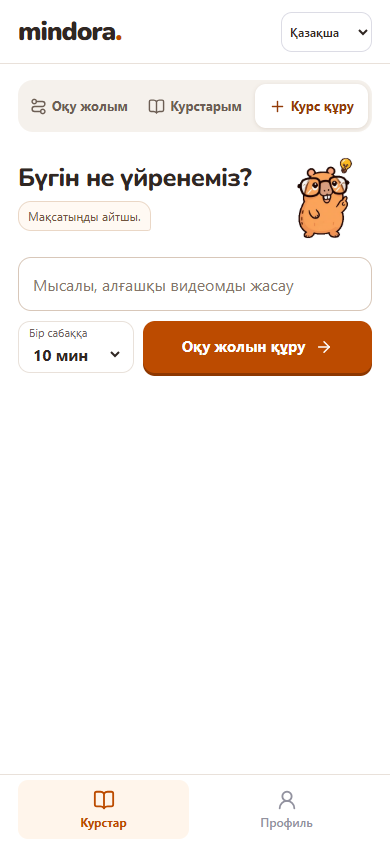 mindora.
Қазақша
Оқу жолым
Курстарым
Курс құру
Бүгін не үйренеміз?
Мақсатыңды айтшы.
Мысалы, алғашқы видеомды жасау
Бір сабаққа
10 мин
Оқу жолын құру
Курстар
Профиль